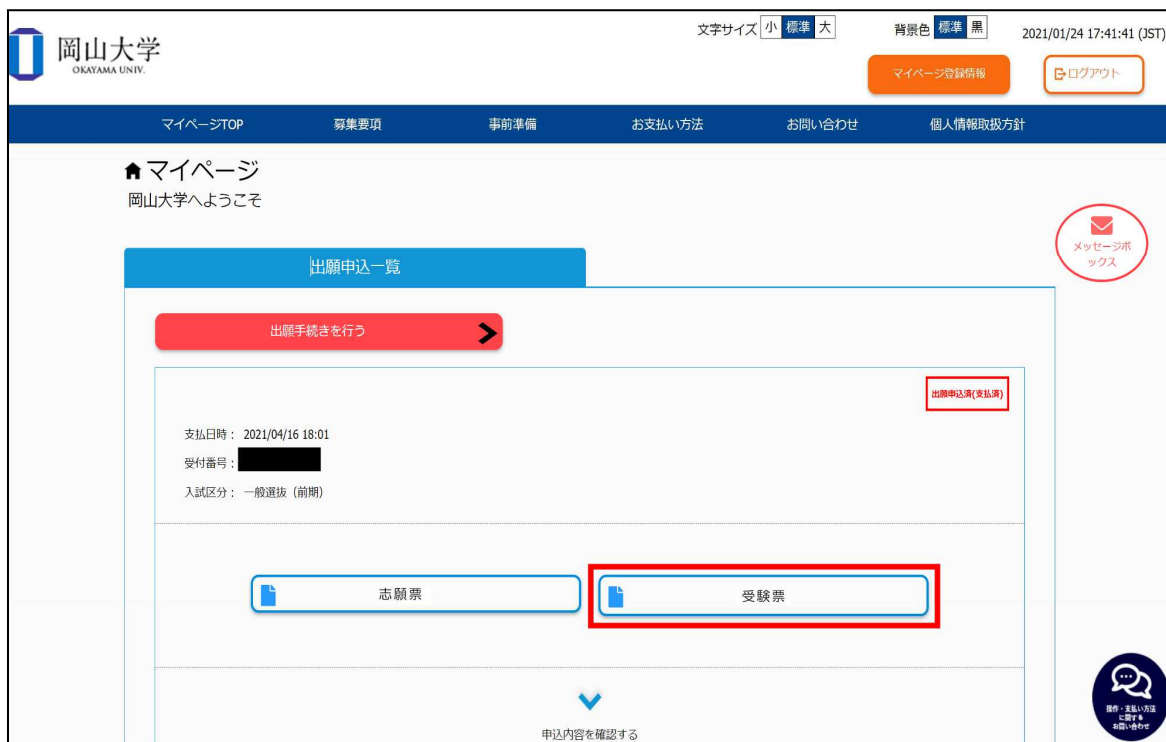 文字サイズ 小 標準 大
背景色 標準 黒
2021/01/24 17:41:41 (JST)
岡山大学
OKAYAMA UNIV.
マイページ登録情報
ログアウト
マイページTOP
募集要項
事前準備
お支払い方法
お問い合わせ
個人情報取扱方針
マイページ
岡山大学へようこそ
メッセージボ
ックス
出願申込一覧
出願手続きを行う
出願申込済(支払済)
支払日時： 2021/04/16 18:01
受付番号：
入試区分： 一般選抜（前期）
志願票
受験票
申込内容を確認する
操作・支払い方法
に関する
お問い合わせ